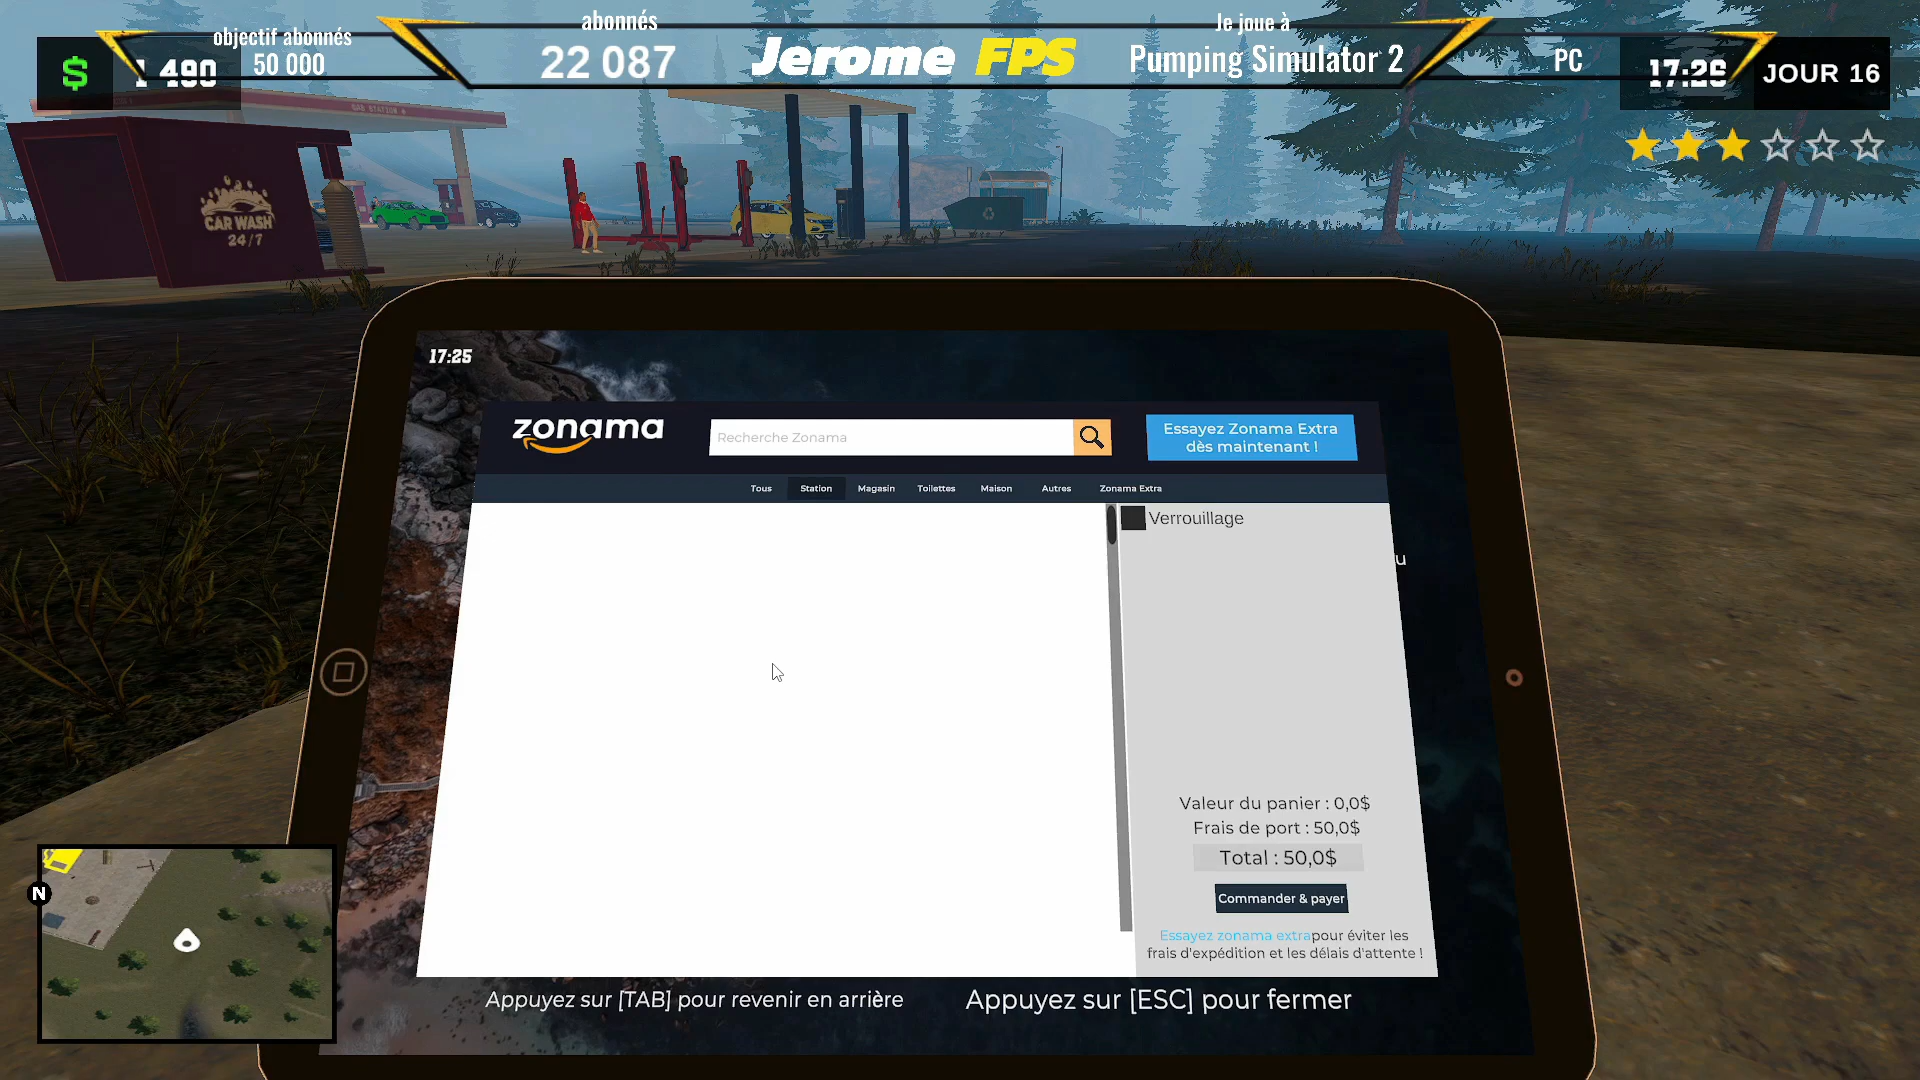 objectif abonnés
50 000
abonnés
22 087
Jerome FPS
Je joue à
Pumping Simulator 2
PC
$
1 490
JOUR 16
CAR WASH
24/7
17:25
zonama
Recherche Zonama
Essayez Zonama Extra
dès maintenant !
Tous
Station
Magasin
Toilettes
Maison
Autres
Zonama Extra
Verrouillage
u
Valeur du panier : 0,0$
Frais de port : 50,0$
Total : 50,0$
Commander & payer
Essayez zonama extra pour éviter les
frais d'expédition et les délais d'attente !
N
Appuyez sur [TAB] pour revenir en arrière
Appuyez sur [ESC] pour fermer